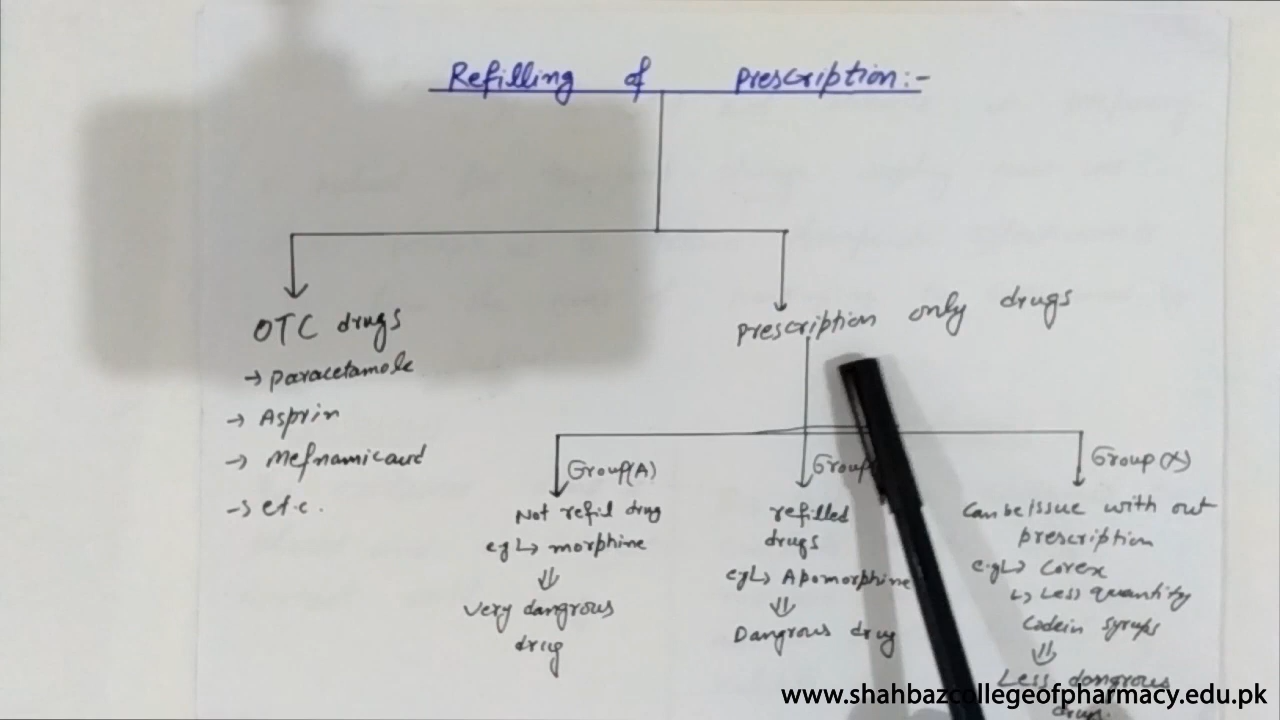 Refilling of prescription:-
OTC drugs
→ paracetamole
→ Asprin
→ Mefnamicacid
→ etc.
prescription only drugs
Group(A)
Not refil drug
eg↳ morphine
⇓
Very dangrous
drug
Group
refilled
drugs
eg↳ Apomorphine
⇓
Dangrous drug
Group(X)
Can be issue with out
prescription
e.g↳ Corex
↳ Less quantity
Codein syrups
⇓
Less dangrous
drug.
www.shahbazcollegeofpharmacy.edu.pk